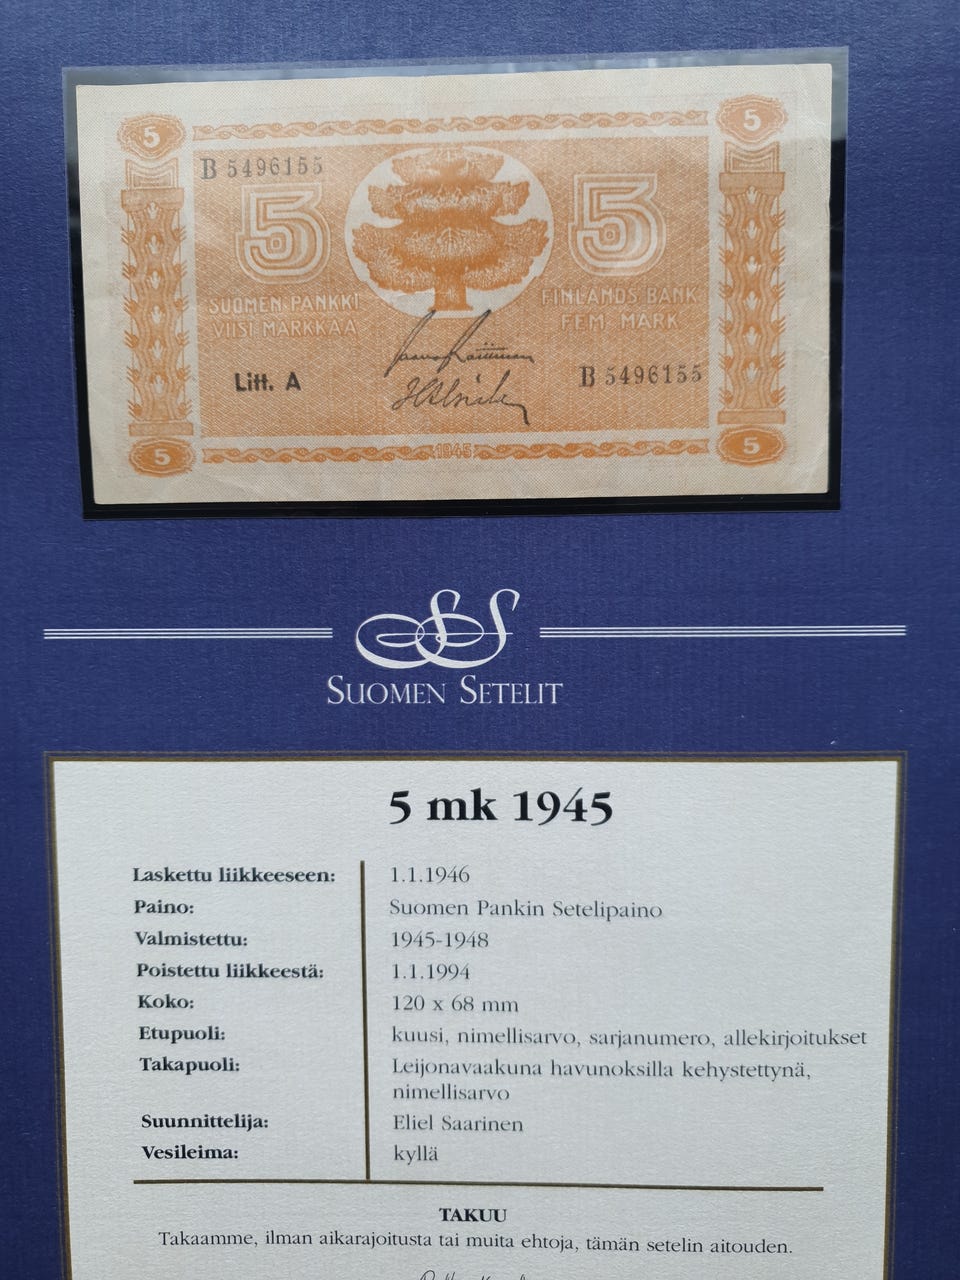 5 5
B 5496155
5 5
SUOMEN PANKKI FINLANDS BANK
VIISI MARKKAA FEM MARK
Litt. A B 5496155
5 1945 5
SS
SUOMEN SETELIT
5 mk 1945
Laskettu liikkeeseen: 1.1.1946
Paino: Suomen Pankin Setelipaino
Valmistettu: 1945-1948
Poistettu liikkeestä: 1.1.1994
Koko: 120 x 68 mm
Etupuoli: kuusi, nimellisarvo, sarjanumero, allekirjoitukset
Takapuoli: Leijonavaakuna havunoksilla kehystettynä,
nimellisarvo
Suunnittelija: Eliel Saarinen
Vesileima: kyllä
TAKUU
Takaamme, ilman aikarajoitusta tai muita ehtoja, tämän setelin aitouden.